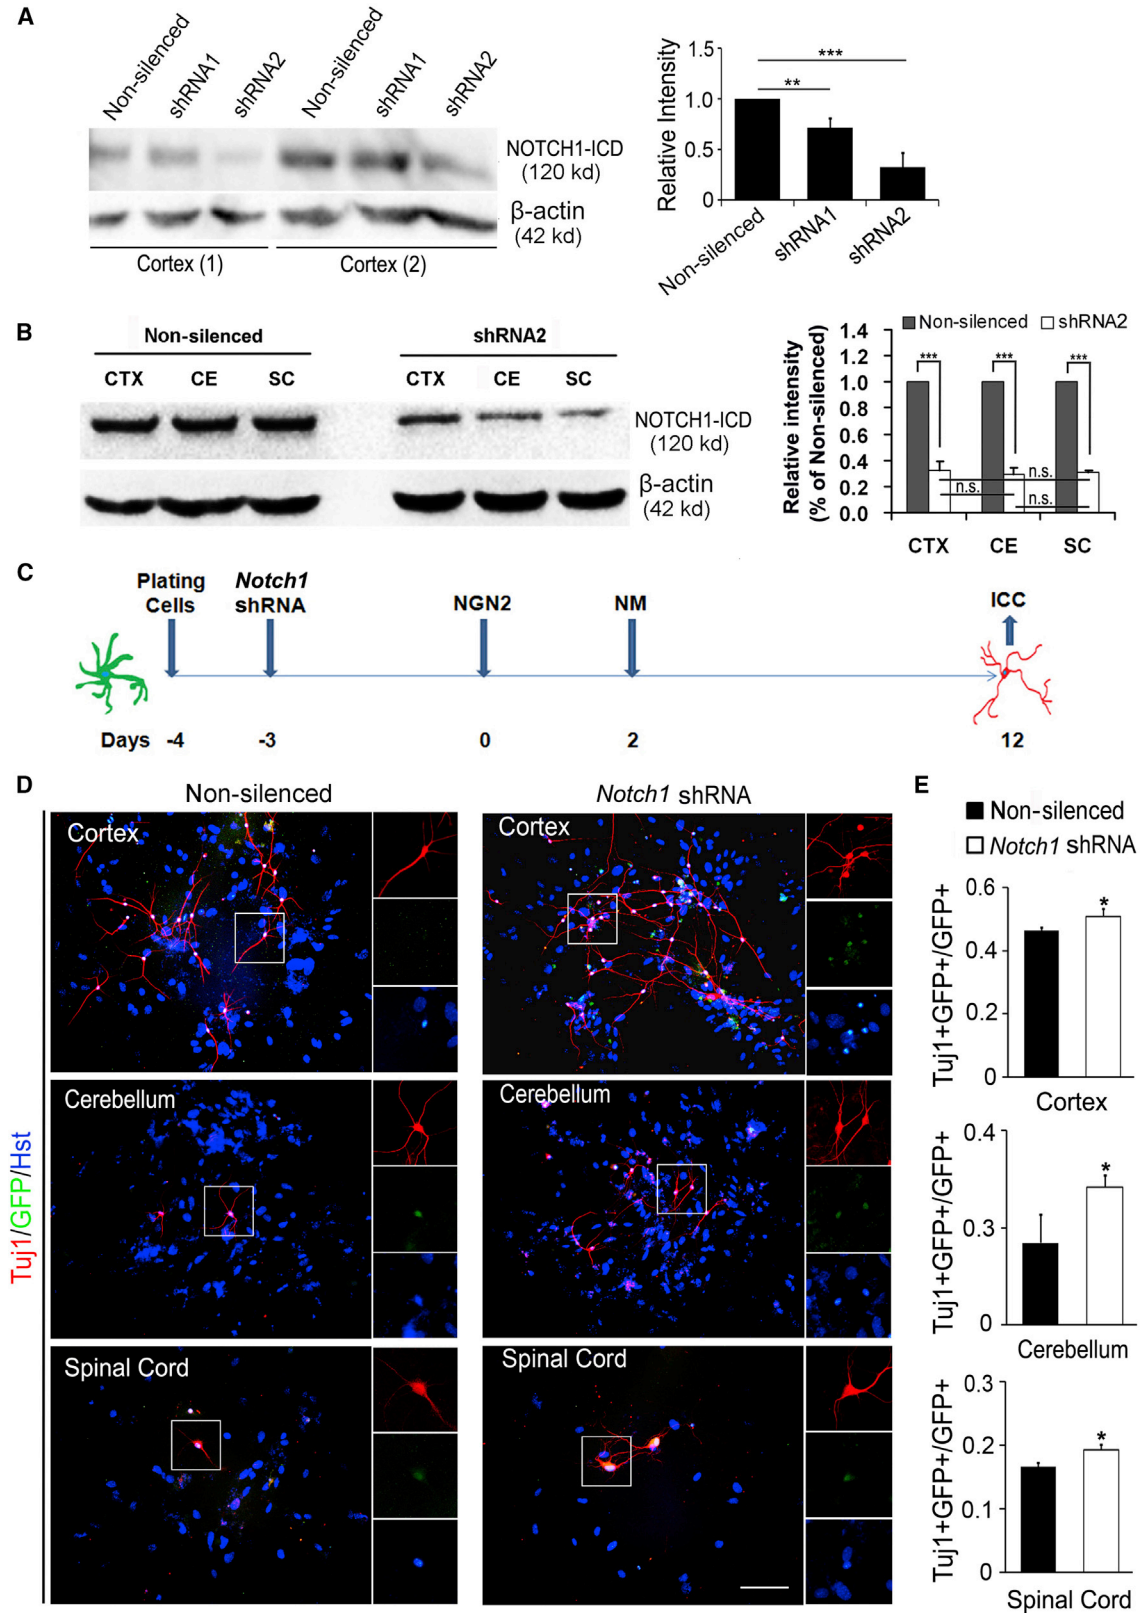 A
Non-silenced
shRNA1
shRNA2
Non-silenced
shRNA1
shRNA2
NOTCH1-ICD
(120 kd)
β-actin
(42 kd)
Cortex (1)
Cortex (2)
Relative Intensity
1.5
1.0
0.5
0
***
**
Non-silenced
shRNA1
shRNA2
B
Non-silenced
shRNA2
CTX CE SC
CTX CE SC
NOTCH1-ICD
(120 kd)
β-actin
(42 kd)
Relative intensity
(% of Non-silenced)
1.4
1.2
1.0
0.8
0.6
0.4
0.2
0.0
Non-silenced
shRNA2
***
***
***
n.s.
n.s.
n.s.
CTX
CE
SC
C
Plating
Cells
Notch1
shRNA
NGN2
NM
ICC
Days -4 -3 0 2 12
D
Non-silenced
Notch1 shRNA
Tuj1/GFP/Hst
Cortex
Cortex
Cerebellum
Cerebellum
Spinal Cord
Spinal Cord
E
Non-silenced
Notch1 shRNA
Tuj1+GFP+/GFP+
0.6
0.4
0.2
0
*
Cortex
Tuj1+GFP+/GFP+
0.4
0.3
0
*
Cerebellum
Tuj1+GFP+/GFP+
0.3
0.2
0.1
0
*
Spinal Cord